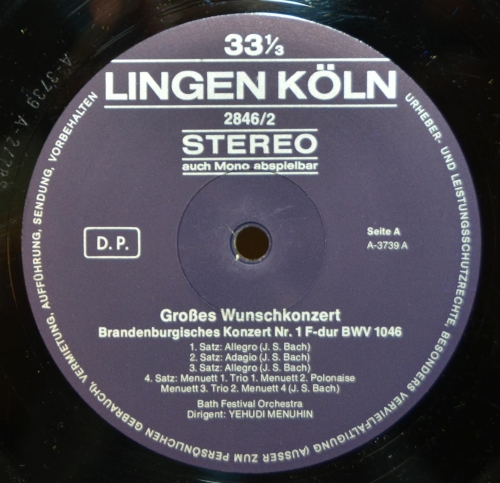 33⅓
LINGEN KÖLN
2846/2
STEREO
auch Mono abspielbar
D. P.
Seite A
A-3739 A
Großes Wunschkonzert
Brandenburgisches Konzert Nr. 1 F-dur BWV 1046
1. Satz: Allegro (J. S. Bach)
2. Satz: Adagio (J. S. Bach)
3. Satz: Allegro (J. S. Bach)
4. Satz: Menuett 1. Trio 1. Menuett 2. Polonaise
Menuett 3. Trio 2. Menuett 4 (J. S. Bach)
Bath Festival Orchestra
Dirigent: YEHUDI MENUHIN
URHEBER- UND LEISTUNGSSCHUTZRECHTE, BESONDERS VERVIELFÄLTIGUNG (AUSSER ZUM PERSÖNLICHEN GEBRAUCH), VERMIETUNG, AUFFÜHRUNG, SENDUNG, VORBEHALTEN
A-3739 A-2